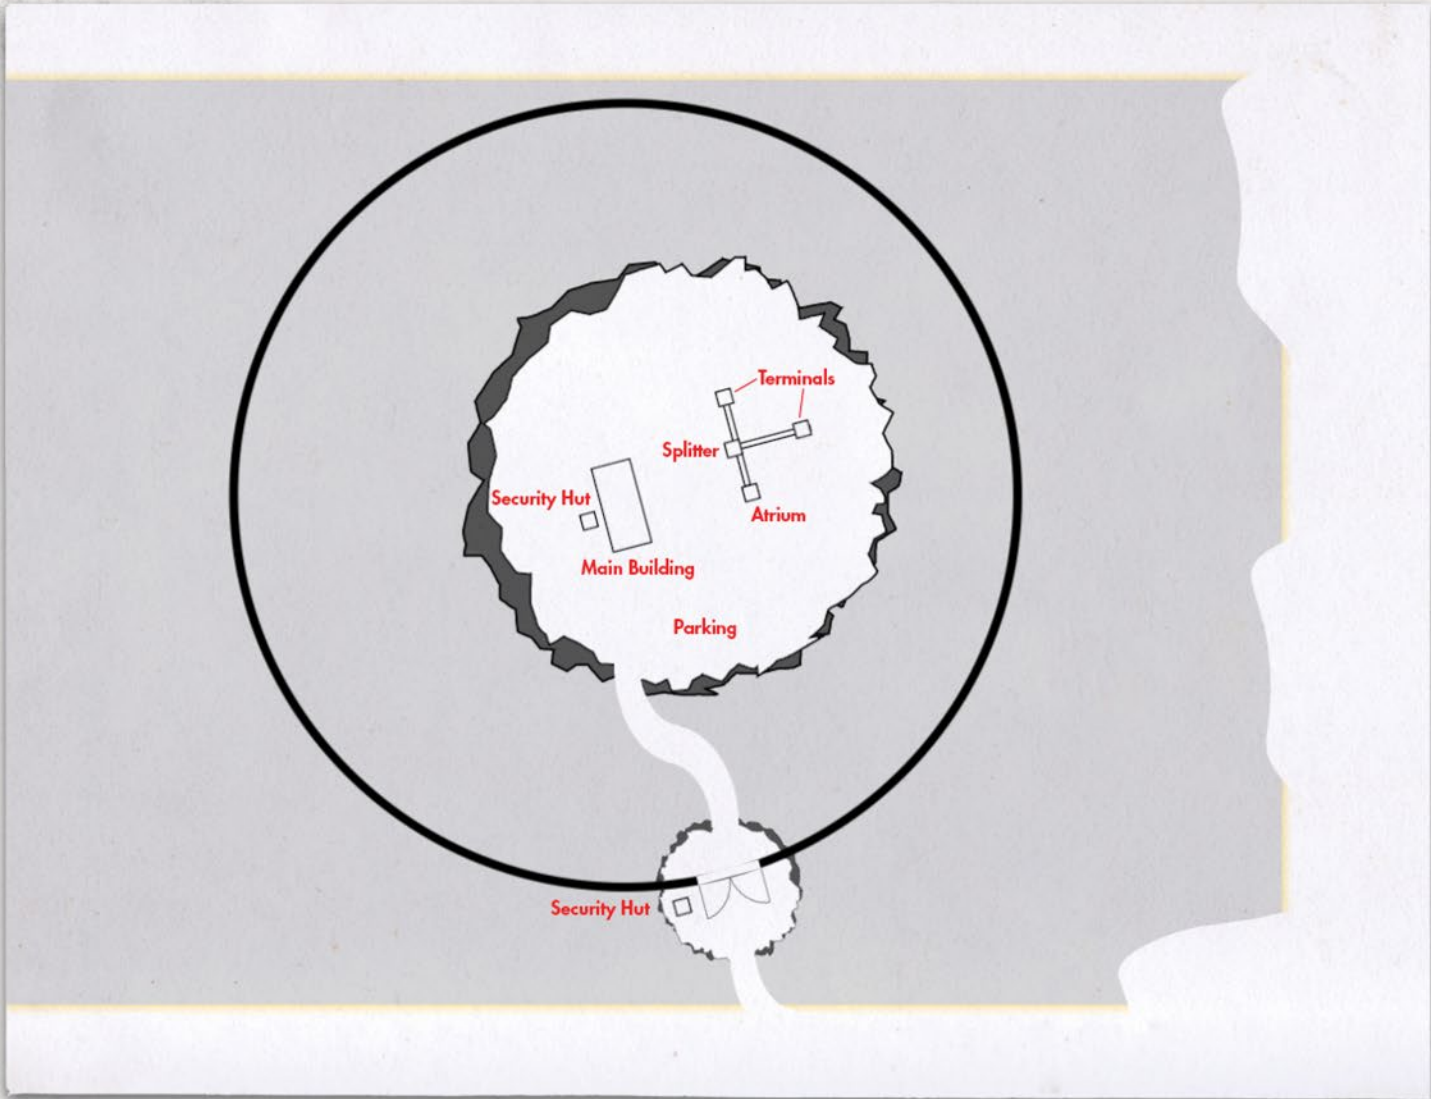 Terminals
Splitter
Security Hut
Atrium
Main Building
Parking
Security Hut